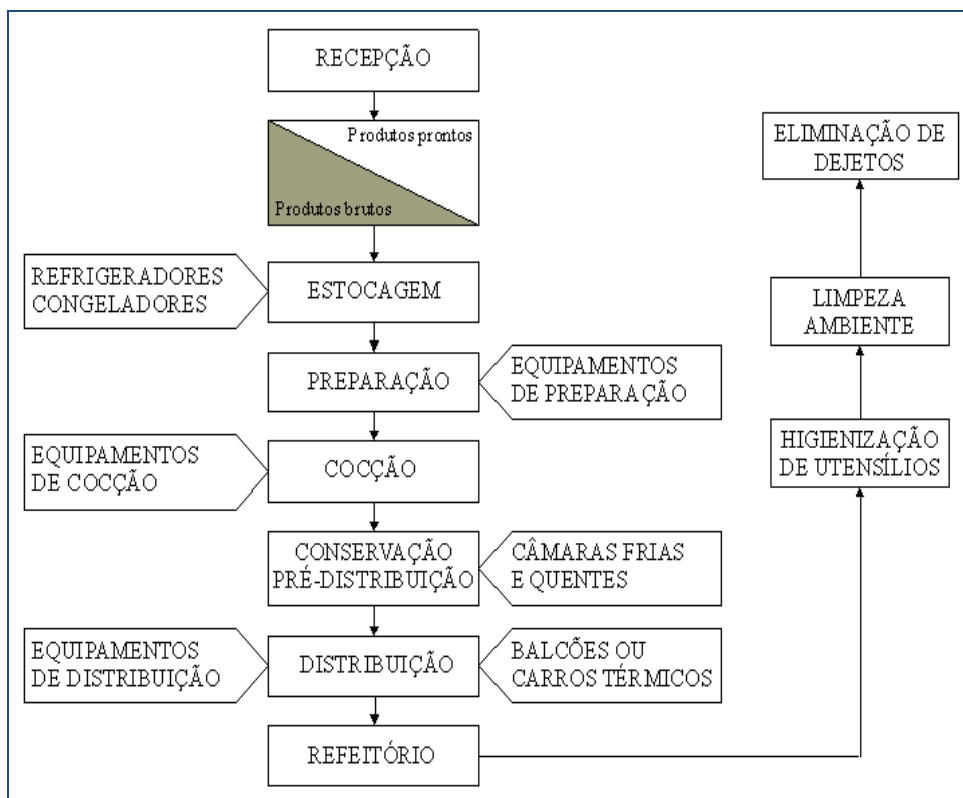 RECEPÇÃO
Produtos prontos
Produtos brutos
REFRIGERADORES
CONGELADORES
ESTOCAGEM
PREPARAÇÃO
EQUIPAMENTOS
DE PREPARAÇÃO
EQUIPAMENTOS
DE COCÇÃO
COCÇÃO
CONSERVAÇÃO
PRÉ-DISTRIBUIÇÃO
CÂMARAS FRIAS
E QUENTES
EQUIPAMENTOS
DE DISTRIBUIÇÃO
DISTRIBUIÇÃO
BALCÕES OU
CARROS TÉRMICOS
REFEITÓRIO
HIGIENIZAÇÃO
DE UTENSÍLIOS
LIMPEZA
AMBIENTE
ELIMINAÇÃO DE
DEJETOS